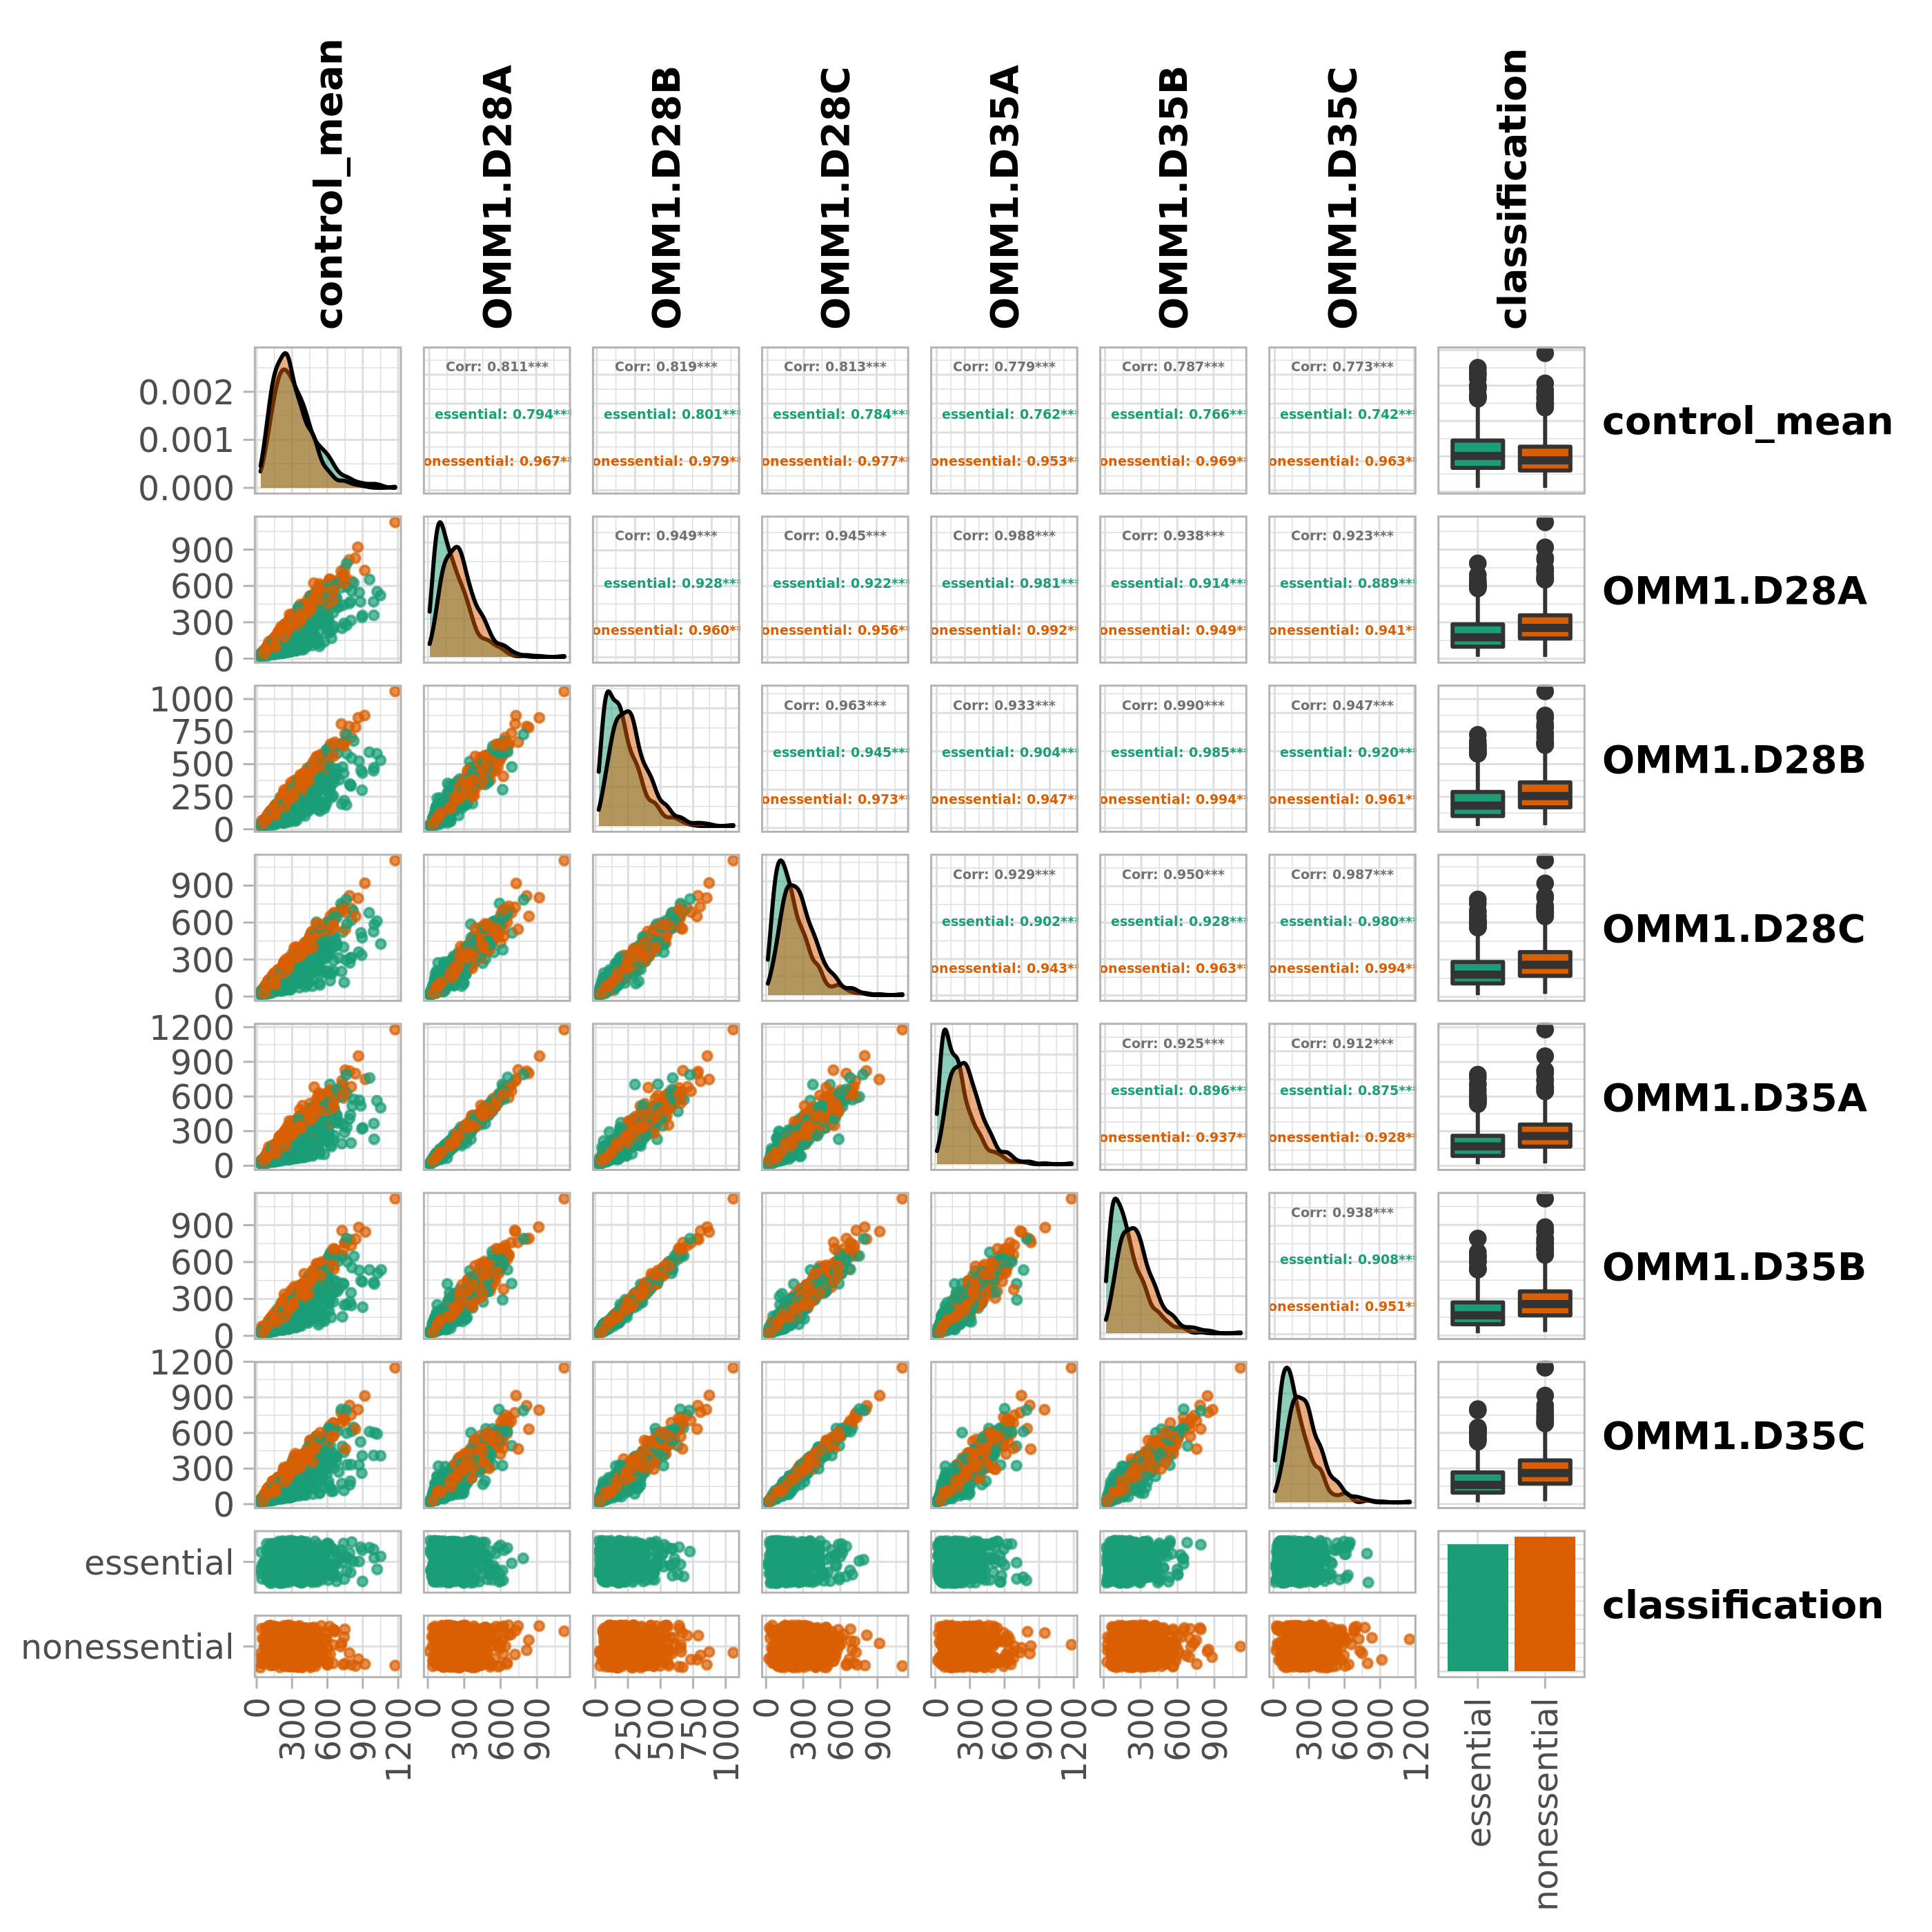 control_mean
OMM1.D28A
OMM1.D28B
OMM1.D28C
OMM1.D35A
OMM1.D35B
OMM1.D35C
classification
0.002
0.001
0.000
Corr: 0.811***
essential: 0.794***
onessential: 0.967**
Corr: 0.819***
essential: 0.801***
onessential: 0.979**
Corr: 0.813***
essential: 0.784***
onessential: 0.977**
Corr: 0.779***
essential: 0.762***
onessential: 0.953**
Corr: 0.787***
essential: 0.766***
onessential: 0.969**
Corr: 0.773***
essential: 0.742***
onessential: 0.963**
control_mean
900
600
300
0
Corr: 0.949***
essential: 0.928***
onessential: 0.960**
Corr: 0.945***
essential: 0.922***
onessential: 0.956**
Corr: 0.988***
essential: 0.981***
onessential: 0.992**
Corr: 0.938***
essential: 0.914***
onessential: 0.949**
Corr: 0.923***
essential: 0.889***
onessential: 0.941**
OMM1.D28A
1000
750
500
250
0
Corr: 0.963***
essential: 0.945***
onessential: 0.973**
Corr: 0.933***
essential: 0.904***
onessential: 0.947**
Corr: 0.990***
essential: 0.985***
onessential: 0.994**
Corr: 0.947***
essential: 0.920***
onessential: 0.961**
OMM1.D28B
900
600
300
0
Corr: 0.929***
essential: 0.902***
onessential: 0.943**
Corr: 0.950***
essential: 0.928***
onessential: 0.963**
Corr: 0.987***
essential: 0.980***
onessential: 0.994**
OMM1.D28C
1200
900
600
300
0
Corr: 0.925***
essential: 0.896***
onessential: 0.937**
Corr: 0.912***
essential: 0.875***
onessential: 0.928**
OMM1.D35A
900
600
300
0
Corr: 0.938***
essential: 0.908***
onessential: 0.951**
OMM1.D35B
1200
900
600
300
0
OMM1.D35C
essential
nonessential
classification
0
300
600
900
1200
0
300
600
900
0
250
500
750
1000
0
300
600
900
0
300
600
900
1200
0
300
600
900
0
300
600
900
1200
essential
nonessential